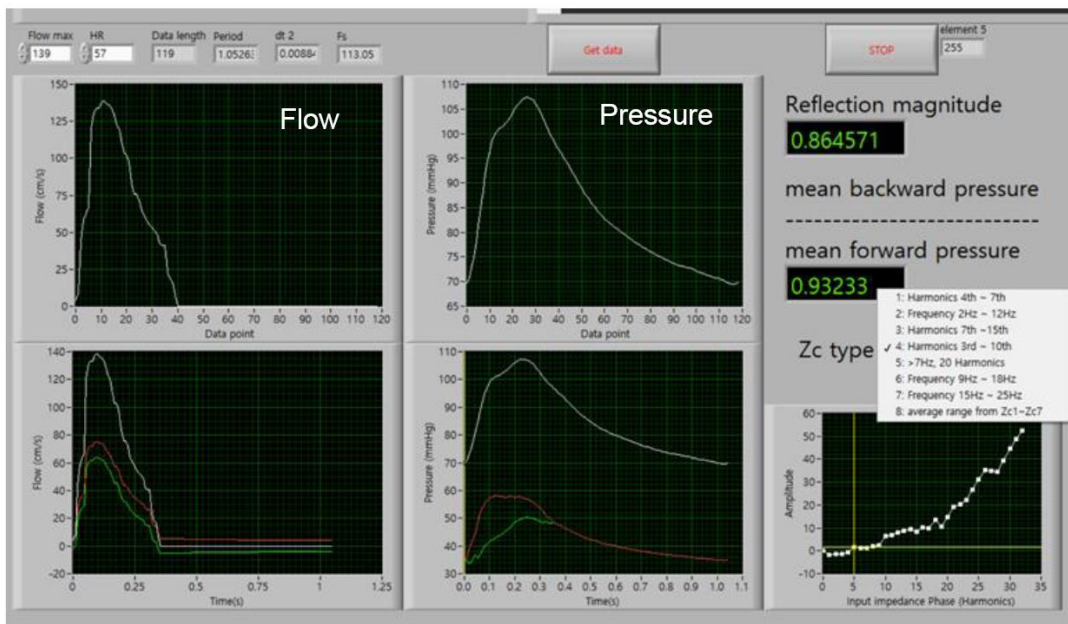 Flow max HR Data length Period dt 2 Fs
139 57 119 1.0526 0.00884 113.05
Get data
STOP
element 5
255
Flow
Flow (cm/s)
150
125
100
75
50
25
0
0 10 20 30 40 50 60 70 80 90 100 110 120
Data point
Pressure
Pressure (mmHg)
110
105
100
95
90
85
80
75
70
65
0 10 20 30 40 50 60 70 80 90 100 110 120
Data point
Reflection magnitude
0.864571
mean backward pressure
------------------------------
mean forward pressure
0.93233
Zc type
1: Harmonics 4th ~ 7th
2: Frequency 2Hz ~ 12Hz
3: Harmonics 7th ~15th
✓ 4: Harmonics 3rd ~ 10th
5: >7Hz, 20 Harmonics
6: Frequency 9Hz ~ 18Hz
7: Frequency 15Hz ~ 25Hz
8: average range from Zc1~Zc7
Flow (cm/s)
140
120
100
80
60
40
20
0
-20
0 0.25 0.5 0.75 1 1.25
Time(s)
Pressure (mmHg)
110
100
90
80
70
60
50
40
30
0.0 0.1 0.2 0.3 0.4 0.5 0.6 0.7 0.8 0.9 1.0 1.1
Time(s)
Amplitude
60
50
40
30
20
10
0
-10
0 5 10 15 20 25 30 35
Input impedance Phase (Harmonics)